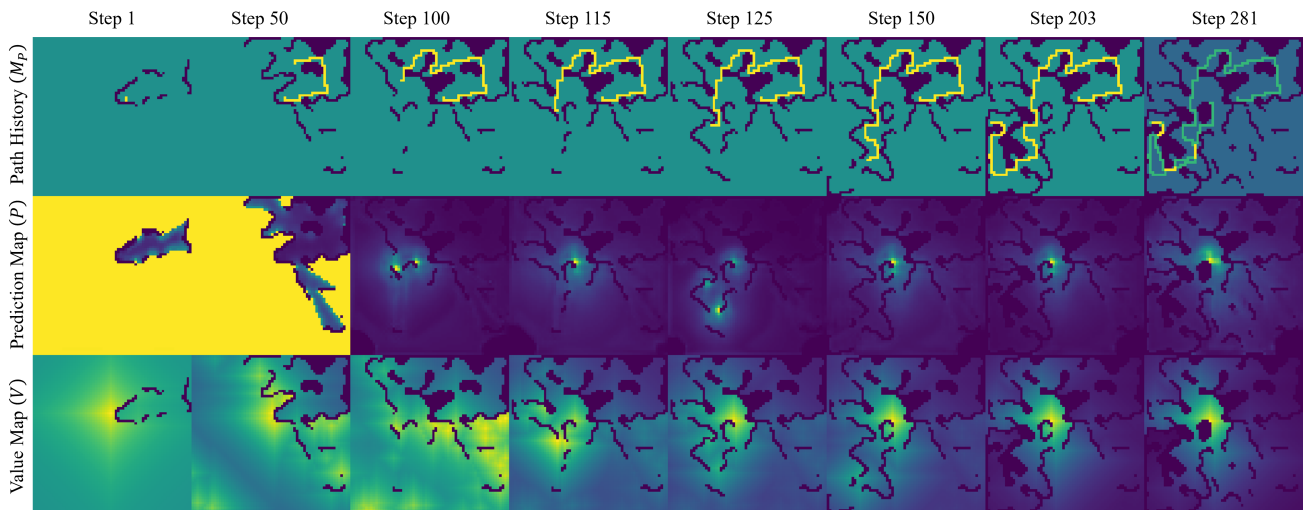 Step 1 Step 50 Step 100 Step 115 Step 125 Step 150 Step 203 Step 281
Path History (M_P)
Prediction Map (P)
Value Map (V)